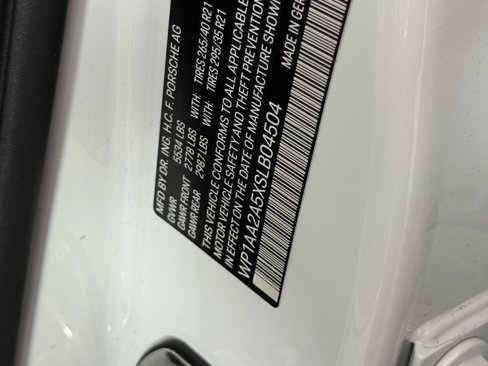 MFD BY DR. ING. H.C. F. PORSCHE AG
GVWR 5534 LBS
GAWR FRONT 2778 LBS WITH: TIRES 265/40 R21
GAWR REAR 2987 LBS WITH: TIRES 295/35 R21
THIS VEHICLE CONFORMS TO ALL APPLICABLE
MOTOR VEHICLE SAFETY AND THEFT PREVENTION
IN EFFECT ON THE DATE OF MANUFACTURE SHOWN
WP1AA2A5XSLB04504 MADE IN GER